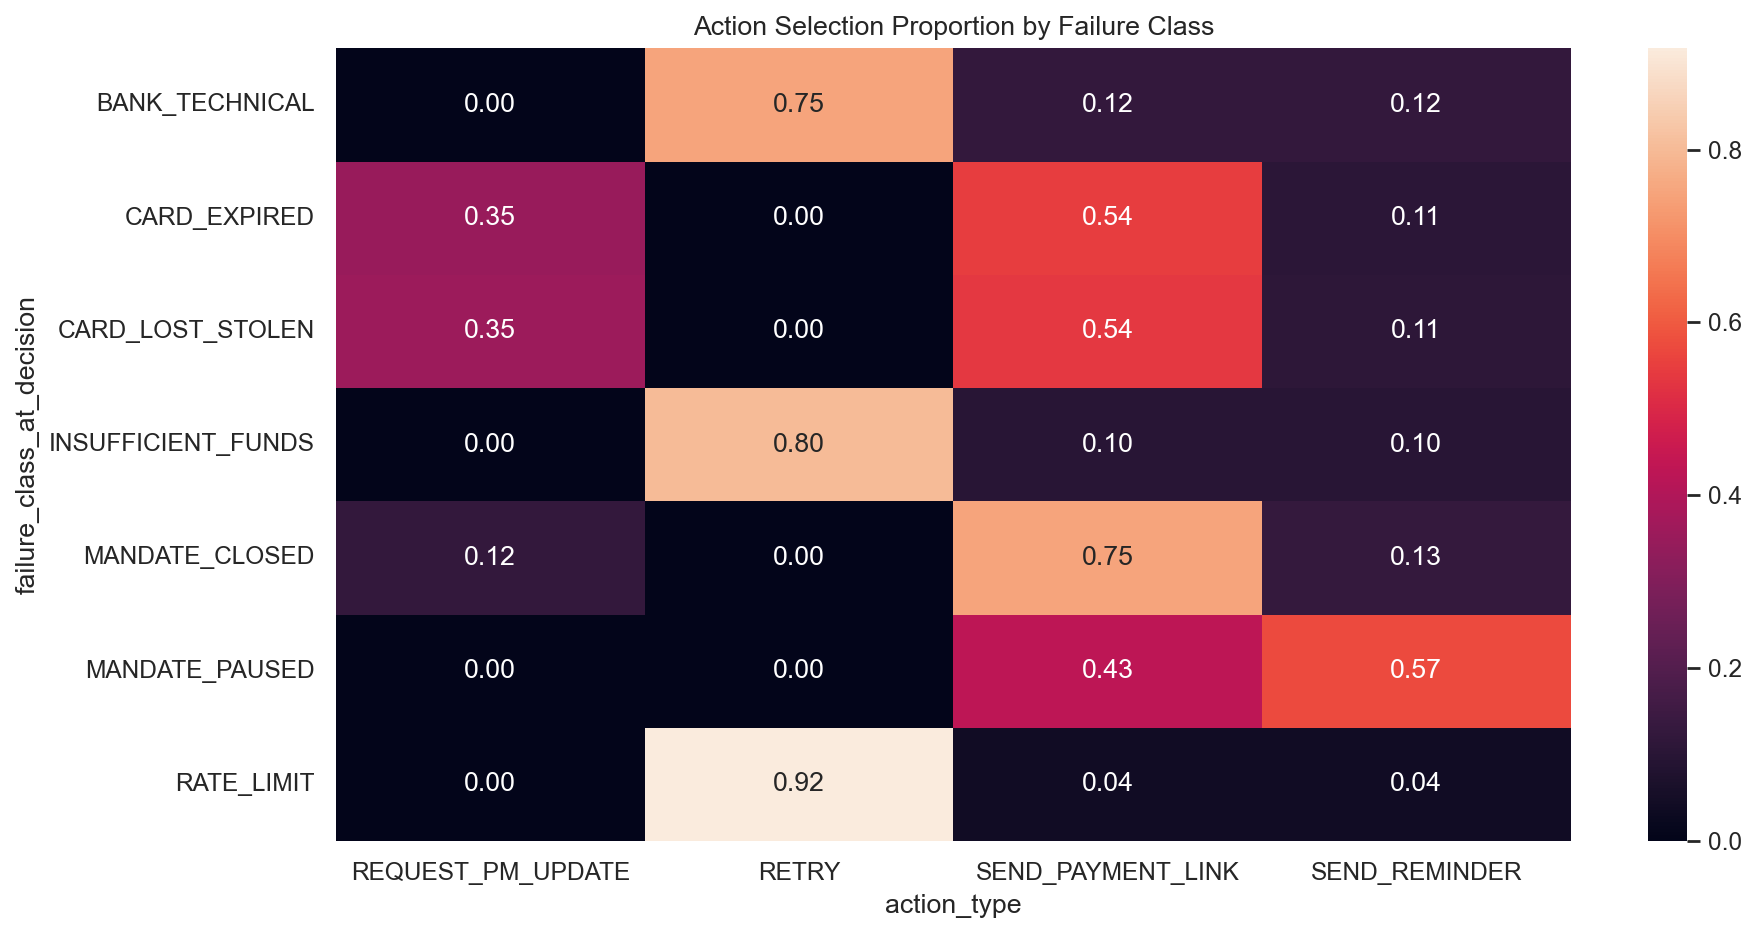 Action Selection Proportion by Failure Class
failure_class_at_decision
BANK_TECHNICAL 0.00 0.75 0.12 0.12
CARD_EXPIRED 0.35 0.00 0.54 0.11
CARD_LOST_STOLEN 0.35 0.00 0.54 0.11
INSUFFICIENT_FUNDS 0.00 0.80 0.10 0.10
MANDATE_CLOSED 0.12 0.00 0.75 0.13
MANDATE_PAUSED 0.00 0.00 0.43 0.57
RATE_LIMIT 0.00 0.92 0.04 0.04
REQUEST_PM_UPDATE RETRY SEND_PAYMENT_LINK SEND_REMINDER
action_type
0.8
0.6
0.4
0.2
0.0